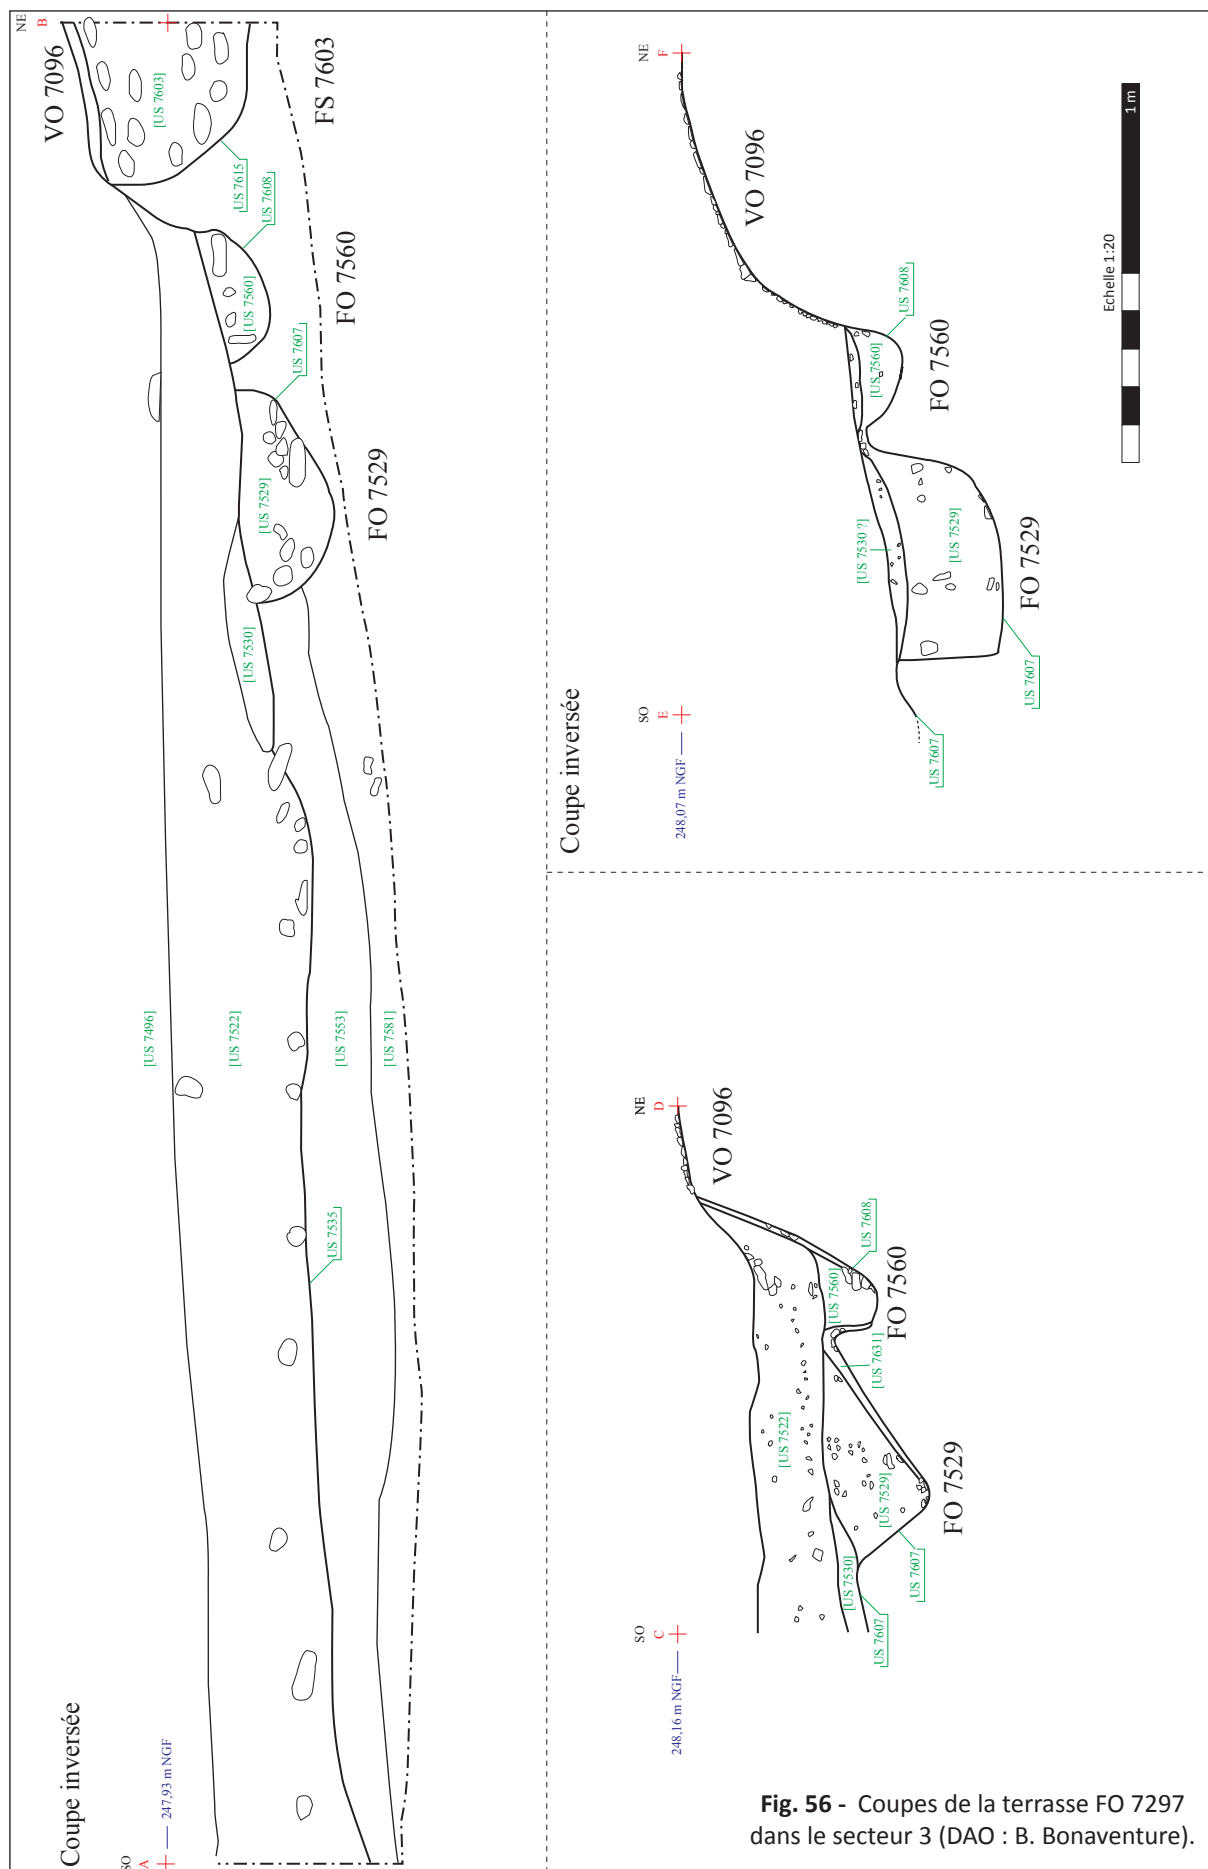 Coupe inversée
SO
A
247,93 m NGF
NE
B
VO 7096
[US 7603]
FS 7603
US 7615
US 7608
[US 7560]
FO 7560
US 7607
[US 7529]
FO 7529
[US 7530]
[US 7496]
[US 7522]
[US 7553]
[US 7581]
US 7535
Coupe inversée
SO
E
248,07 m NGF
NE
F
VO 7096
US 7608
[US 7560]
FO 7560
[US 7530 ?]
[US 7529]
FO 7529
US 7607
US 7607
Echelle 1:20
1 m
SO
C
248,16 m NGF
NE
D
VO 7096
US 7608
[US 7560]
FO 7560
[US 7631]
[US 7522]
[US 7529]
FO 7529
[US 7530]
US 7607
US 7607
Fig. 56 - Coupes de la terrasse FO 7297
dans le secteur 3 (DAO : B. Bonaventure).